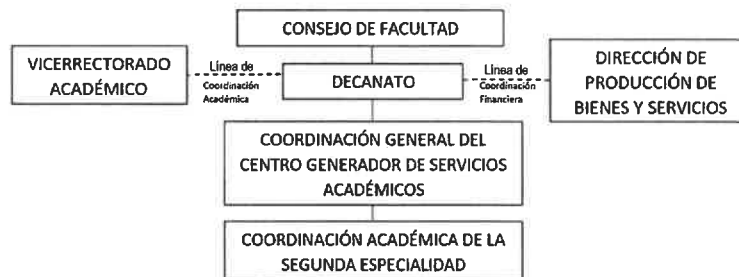 CONSEJO DE FACULTAD
VICERRECTORADO
ACADÉMICO
Línea de
Coordinación
Académica
DECANATO
Línea de
Coordinación
Financiera
DIRECCIÓN DE
PRODUCCIÓN DE
BIENES Y SERVICIOS
COORDINACIÓN GENERAL DEL
CENTRO GENERADOR DE SERVICIOS
ACADÉMICOS
COORDINACIÓN ACADÉMICA DE LA
SEGUNDA ESPECIALIDAD